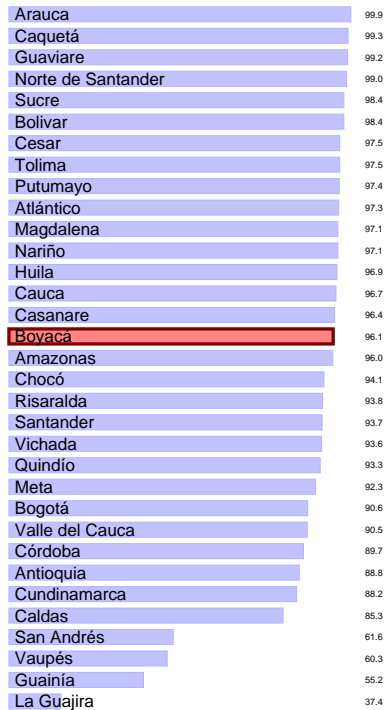 Arauca 99.9
Caquetá 99.3
Guaviare 99.2
Norte de Santander 99.0
Sucre 98.4
Bolivar 98.4
Cesar 97.5
Tolima 97.5
Putumayo 97.4
Atlántico 97.3
Magdalena 97.1
Nariño 97.1
Huila 96.9
Cauca 96.7
Casanare 96.4
Boyacá 96.1
Amazonas 96.0
Chocó 94.1
Risaralda 93.8
Santander 93.7
Vichada 93.6
Quindío 93.3
Meta 92.3
Bogotá 90.6
Valle del Cauca 90.5
Córdoba 89.7
Antioquia 88.8
Cundinamarca 88.2
Caldas 85.3
San Andrés 61.6
Vaupés 60.3
Guainía 55.2
La Guajira 37.4